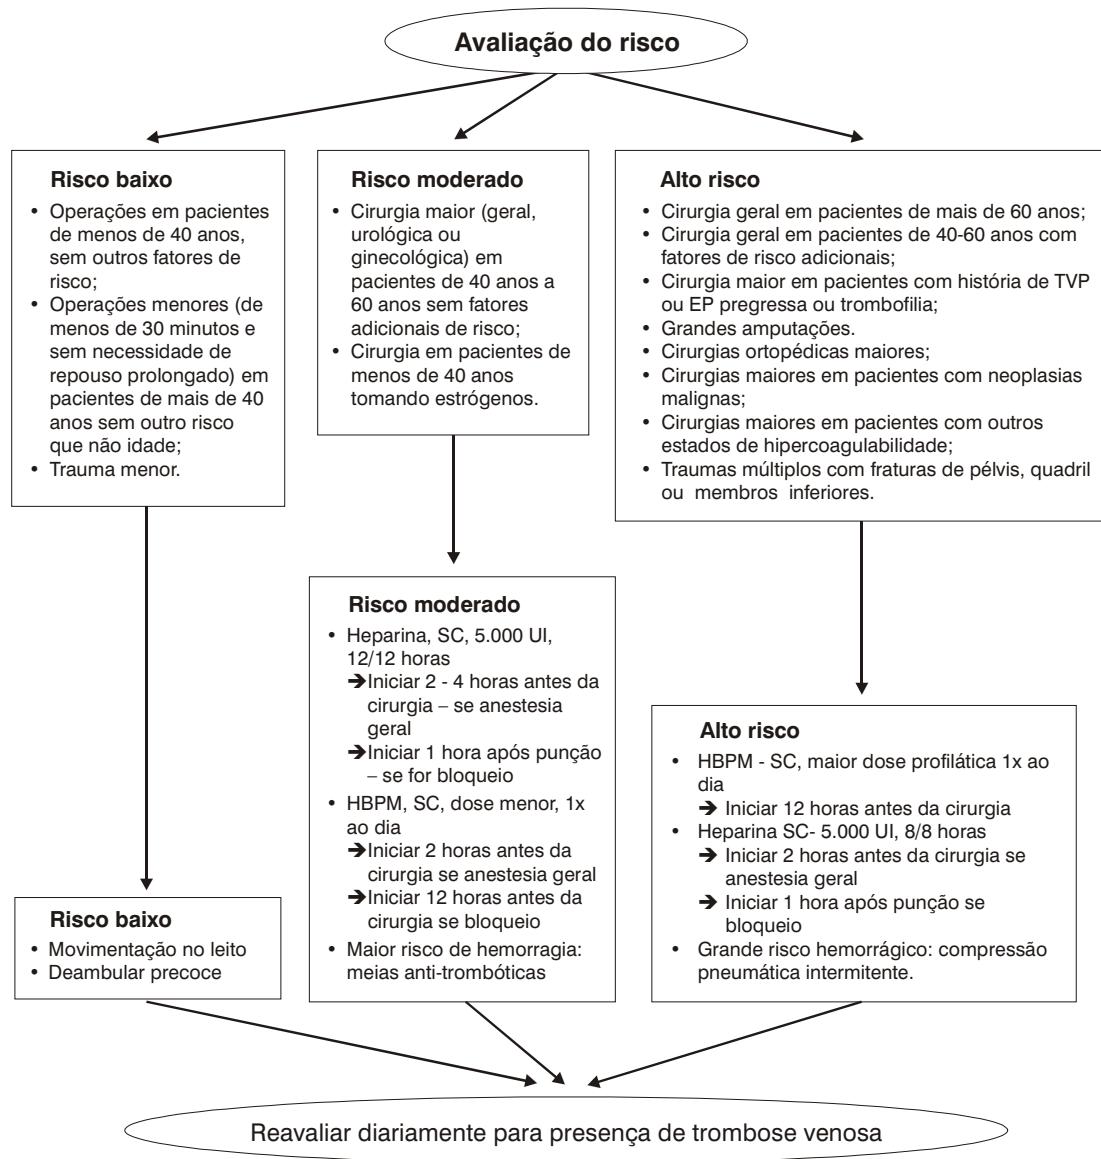 Avaliação do risco
Risco baixo
• Operações em pacientes
de menos de 40 anos,
sem outros fatores de
risco;
• Operações menores (de
menos de 30 minutos e
sem necessidade de
repouso prolongado) em
pacientes de mais de 40
anos sem outro risco
que não idade;
• Trauma menor.
Risco moderado
• Cirurgia maior (geral,
urológica ou
ginecológica) em
pacientes de 40 anos a
60 anos sem fatores
adicionais de risco;
• Cirurgia em pacientes de
menos de 40 anos
tomando estrógenos.
Alto risco
• Cirurgia geral em pacientes de mais de 60 anos;
• Cirurgia geral em pacientes de 40-60 anos com
fatores de risco adicionais;
• Cirurgia maior em pacientes com história de TVP
ou EP pregressa ou trombofilia;
• Grandes amputações.
• Cirurgias ortopédicas maiores;
• Cirurgias maiores em pacientes com neoplasias
malignas;
• Cirurgias maiores em pacientes com outros
estados de hipercoagulabilidade;
• Traumas múltiplos com fraturas de pélvis, quadril
ou membros inferiores.
Risco baixo
• Movimentação no leito
• Deambular precoce
Risco moderado
• Heparina, SC, 5.000 UI,
12/12 horas
➔Iniciar 2 - 4 horas antes da
cirurgia – se anestesia
geral
➔Iniciar 1 hora após punção
– se for bloqueio
• HBPM, SC, dose menor, 1x
ao dia
➔Iniciar 2 horas antes da
cirurgia se anestesia geral
➔Iniciar 12 horas antes da
cirurgia se bloqueio
• Maior risco de hemorragia:
meias anti-trombóticas
Alto risco
• HBPM - SC, maior dose profilática 1x ao
dia
➔ Iniciar 12 horas antes da cirurgia
• Heparina SC- 5.000 UI, 8/8 horas
➔ Iniciar 2 horas antes da cirurgia se
anestesia geral
➔ Iniciar 1 hora após punção se
bloqueio
• Grande risco hemorrágico: compressão
pneumática intermitente.
Reavaliar diariamente para presença de trombose venosa